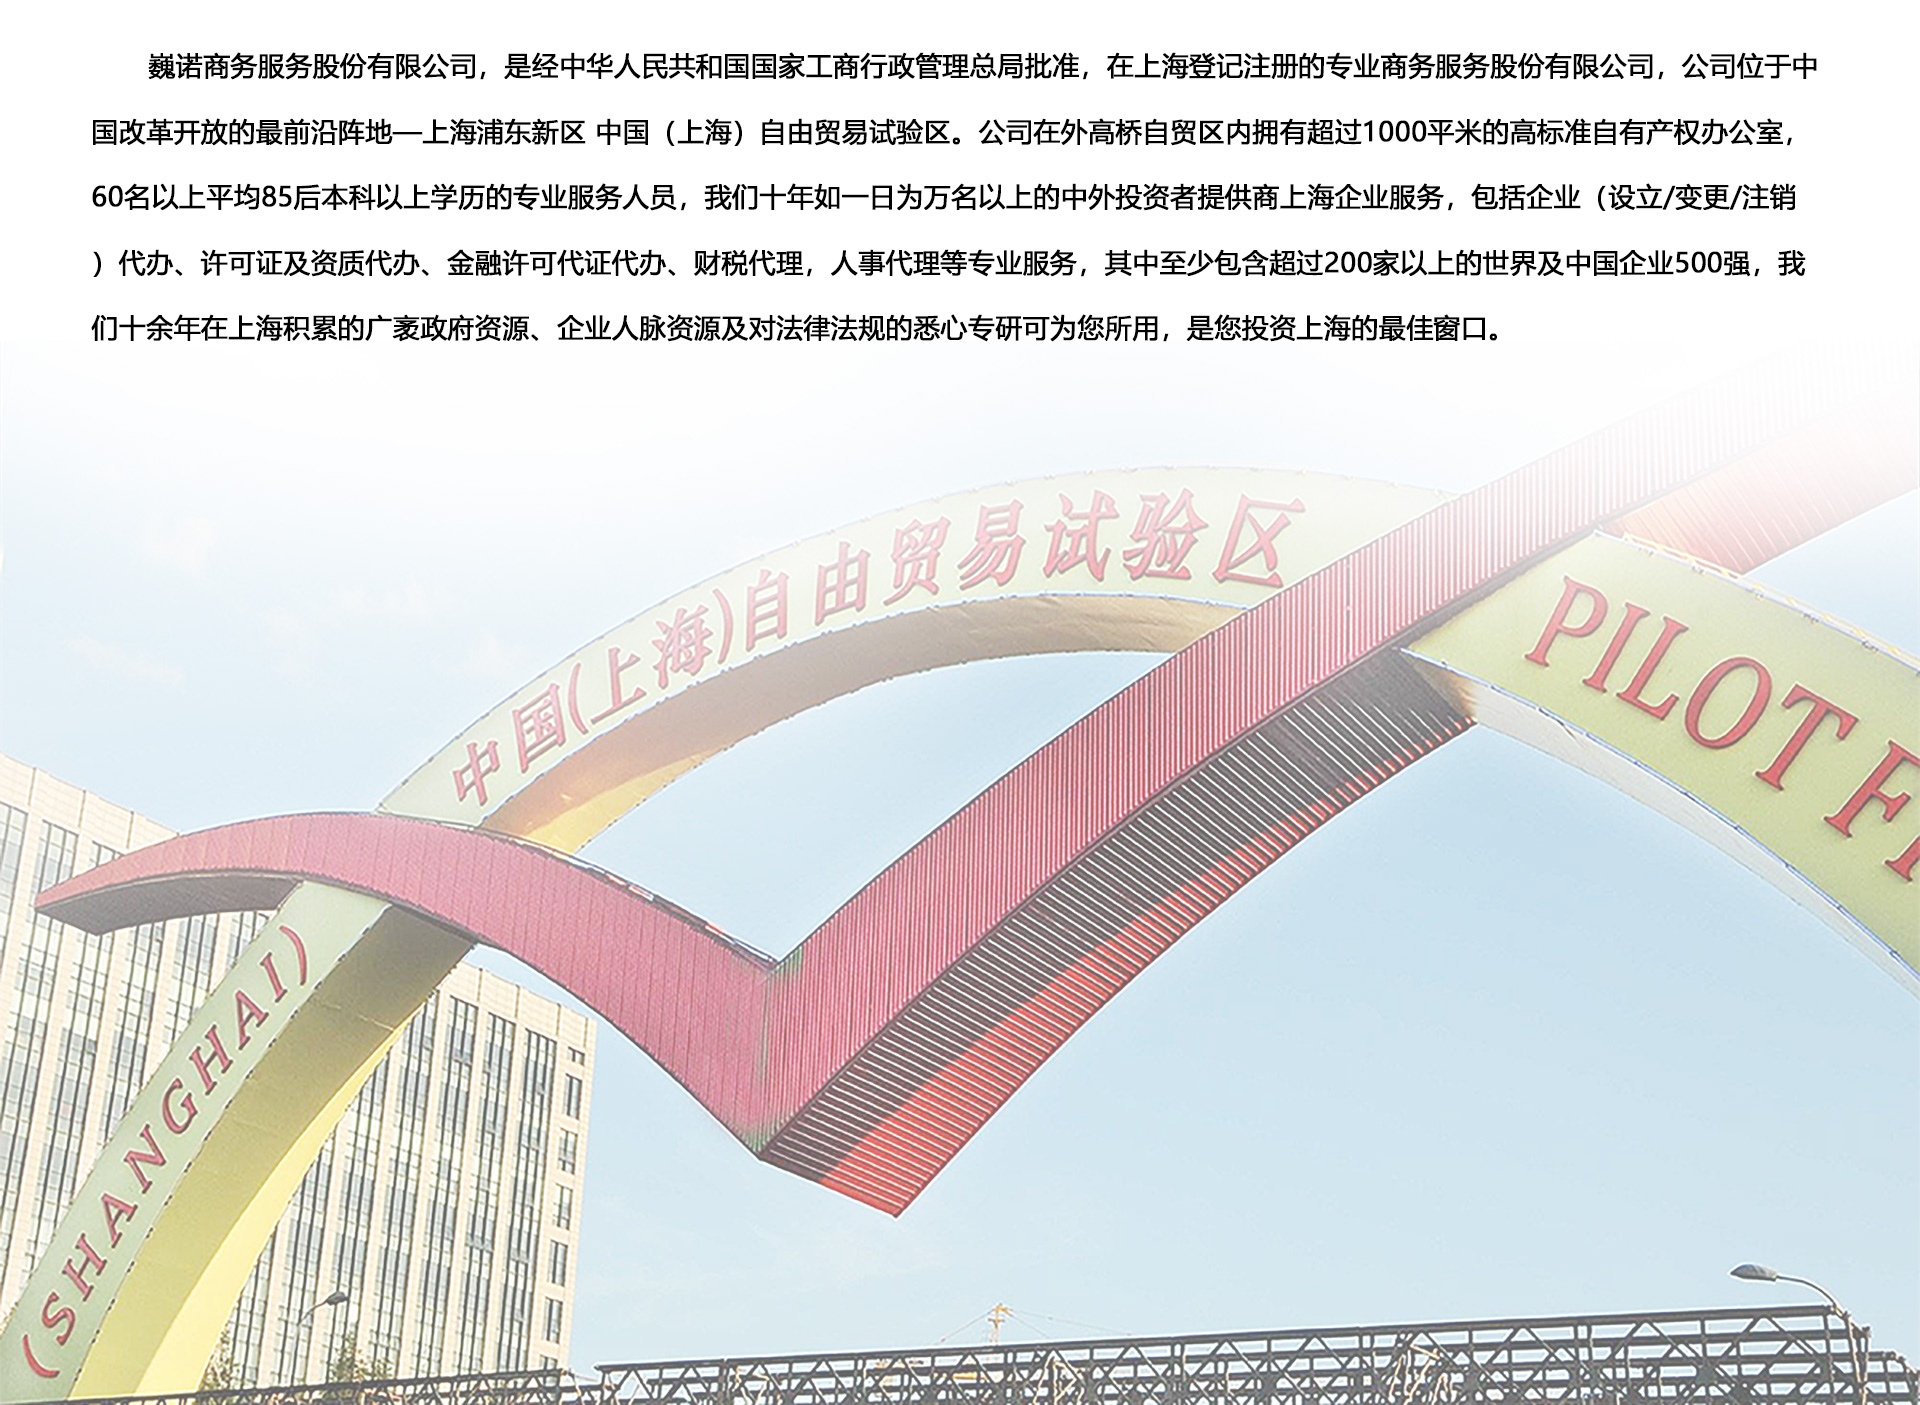 巍诺商务服务股份有限公司，是经中华人民共和国国家工商行政管理总局批准，在上海登记注册的专业商务服务股份有限公司，公司位于中
国改革开放的最前沿阵地—上海浦东新区 中国（上海）自由贸易试验区。公司在外高桥自贸区内拥有超过1000平米的高标准自有产权办公室，
60名以上平均85后本科以上学历的专业服务人员，我们十年如一日为万名以上的中外投资者提供商上海企业服务，包括企业（设立/变更/注销
）代办、许可证及资质代办、金融许可代证代办、财税代理，人事代理等专业服务，其中至少包含超过200家以上的世界及中国企业500强，我
们十余年在上海积累的广袤政府资源、企业人脉资源及对法律法规的悉心专研可为您所用，是您投资上海的最佳窗口。
中国(上海)自由贸易试验区
PILOT F
(SHANGHAI)